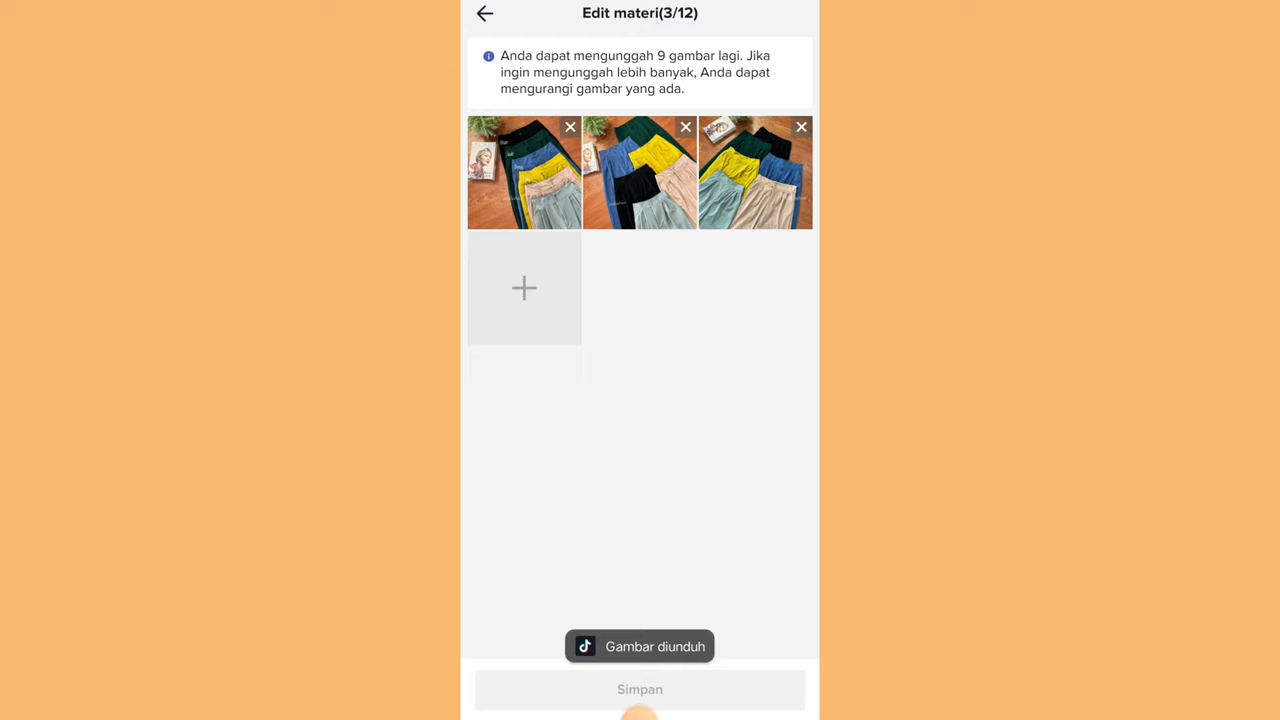 Edit materi(3/12)
Anda dapat mengunggah 9 gambar lagi. Jika
ingin mengunggah lebih banyak, Anda dapat
mengurangi gambar yang ada.
Gambar diunduh
Simpan